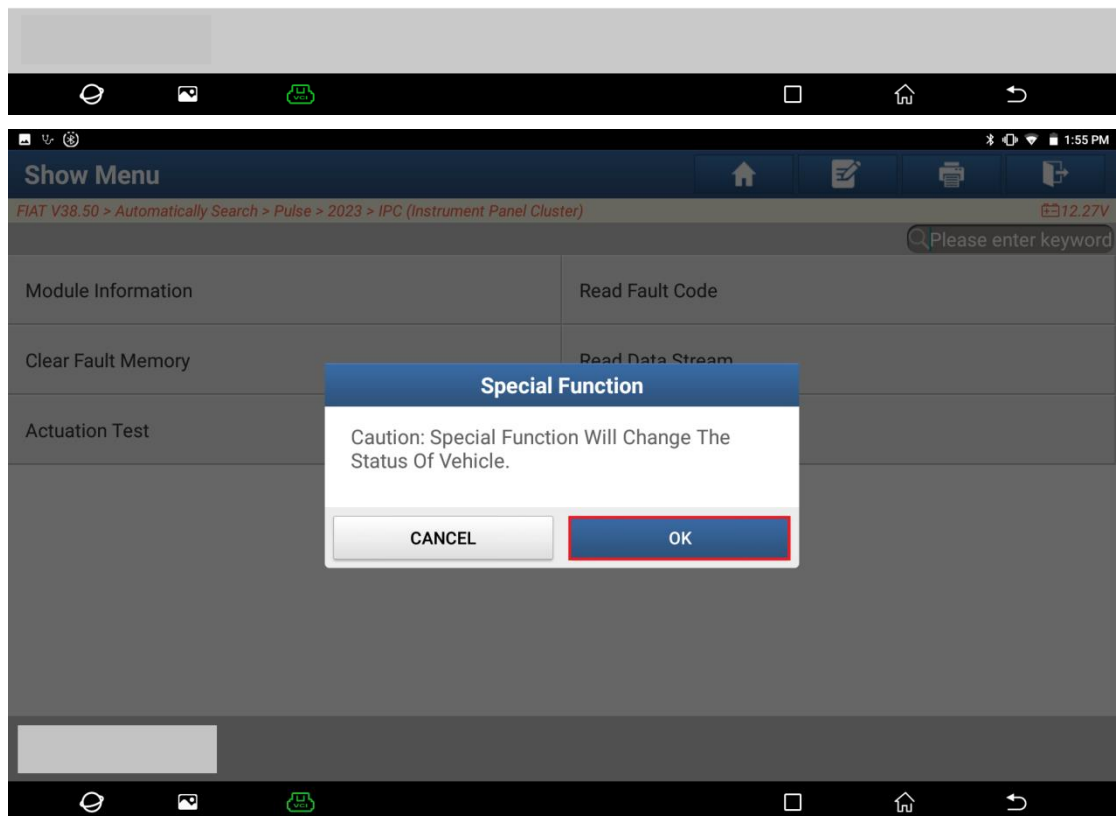 VCI
1:55 PM
Show Menu
FIAT V38.50 > Automatically Search > Pulse > 2023 > IPC (Instrument Panel Cluster)
12.27V
Please enter keyword
Module Information
Read Fault Code
Clear Fault Memory
Read Data Stream
Actuation Test
Special Function
Caution: Special Function Will Change The
Status Of Vehicle.
CANCEL
OK
VCI